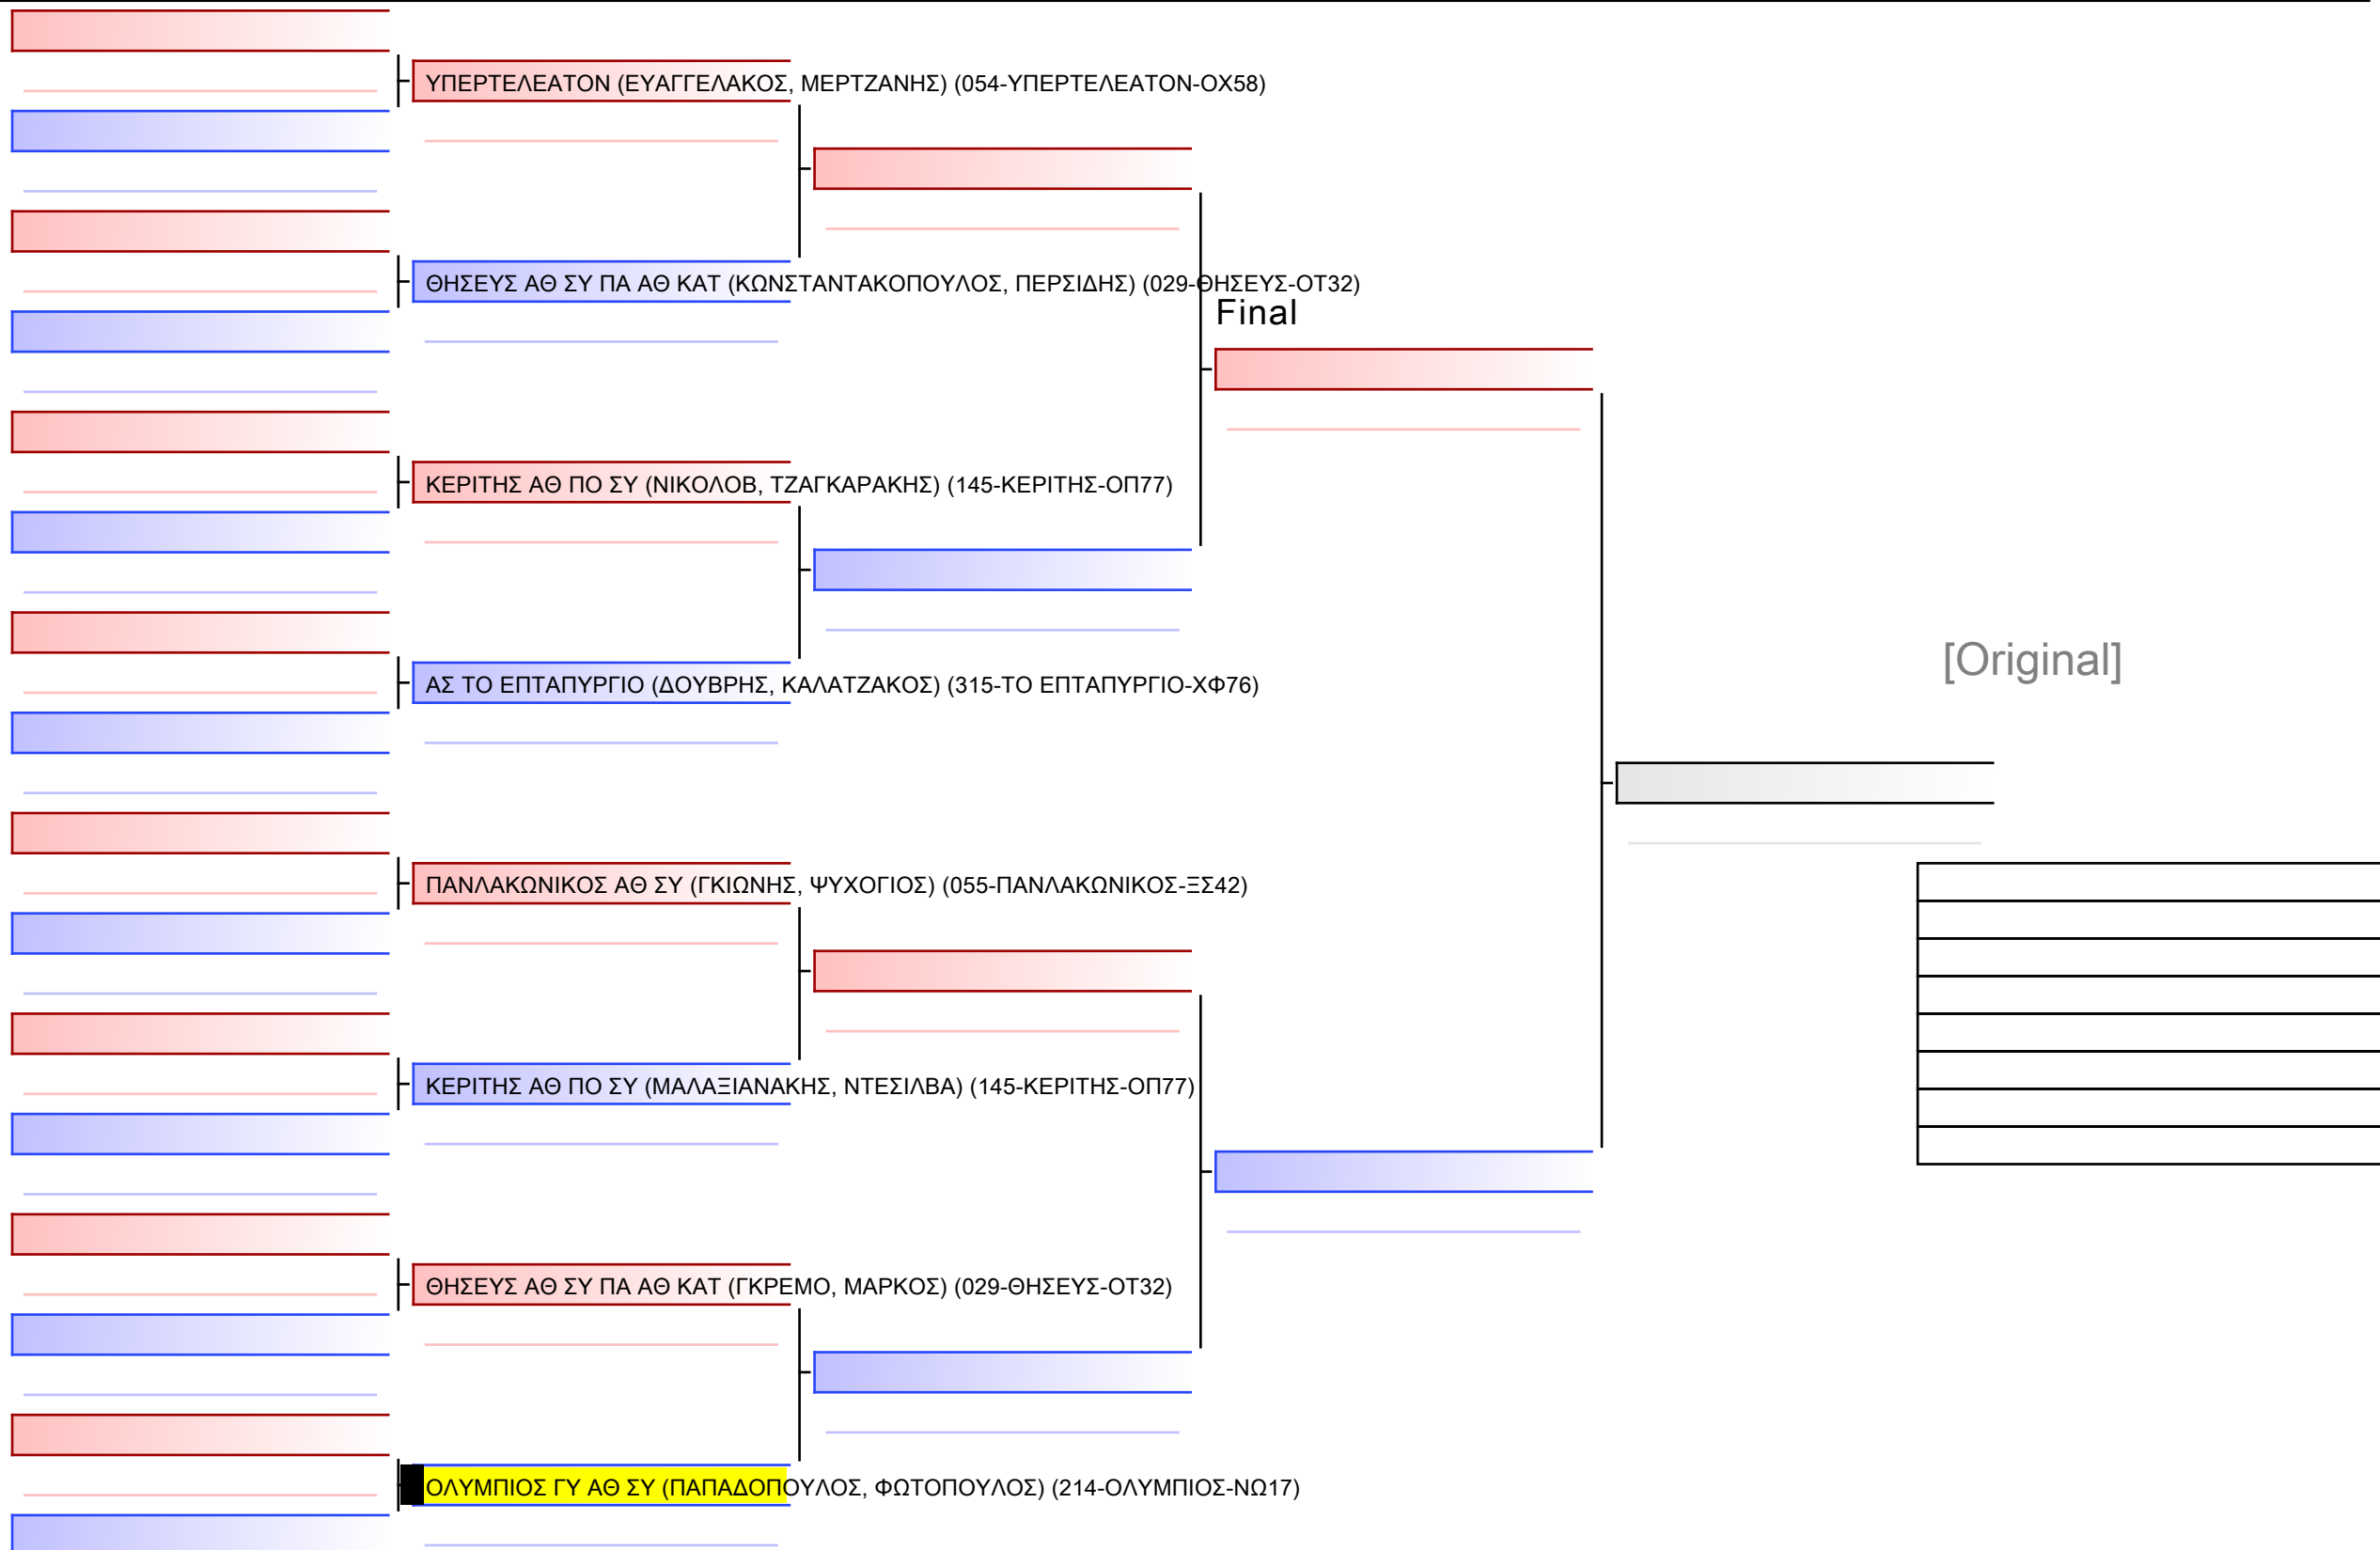 ΥΠΕΡΤΕΛΕΑΤΟΝ (ΕΥΑΓΓΕΛΑΚΟΣ, ΜΕΡΤΖΑΝΗΣ) (054-ΥΠΕΡΤΕΛΕΑΤΟΝ-ΟΧ58)
ΘΗΣΕΥΣ ΑΘ ΣΥ ΠΑ ΑΘ ΚΑΤ (ΚΩΝΣΤΑΝΤΑΚΟΠΟΥΛΟΣ, ΠΕΡΣΙΔΗΣ) (029-ΘΗΣΕΥΣ-ΟΤ32)
Final
ΚΕΡΙΤΗΣ ΑΘ ΠΟ ΣΥ (ΝΙΚΟΛΟΒ, ΤΖΑΓΚΑΡΑΚΗΣ) (145-ΚΕΡΙΤΗΣ-ΟΠ77)
[Original]
ΑΣ ΤΟ ΕΠΤΑΠΥΡΓΙΟ (ΔΟΥΒΡΗΣ, ΚΑΛΑΤΖΑΚΟΣ) (315-ΤΟ ΕΠΤΑΠΥΡΓΙΟ-ΧΦ76)
ΠΑΝΛΑΚΩΝΙΚΟΣ ΑΘ ΣΥ (ΓΚΙΩΝΗΣ, ΨΥΧΟΓΙΟΣ) (055-ΠΑΝΛΑΚΩΝΙΚΟΣ-ΞΣ42)
ΚΕΡΙΤΗΣ ΑΘ ΠΟ ΣΥ (ΜΑΛΑΞΙΑΝΑΚΗΣ, ΝΤΕΣΙΛΒΑ) (145-ΚΕΡΙΤΗΣ-ΟΠ77)
ΘΗΣΕΥΣ ΑΘ ΣΥ ΠΑ ΑΘ ΚΑΤ (ΓΚΡΕΜΟ, ΜΑΡΚΟΣ) (029-ΘΗΣΕΥΣ-ΟΤ32)
ΟΛΥΜΠΙΟΣ ΓΥ ΑΘ ΣΥ (ΠΑΠΑΔΟΠΟΥΛΟΣ, ΦΩΤΟΠΟΥΛΟΣ) (214-ΟΛΥΜΠΙΟΣ-ΝΩ17)